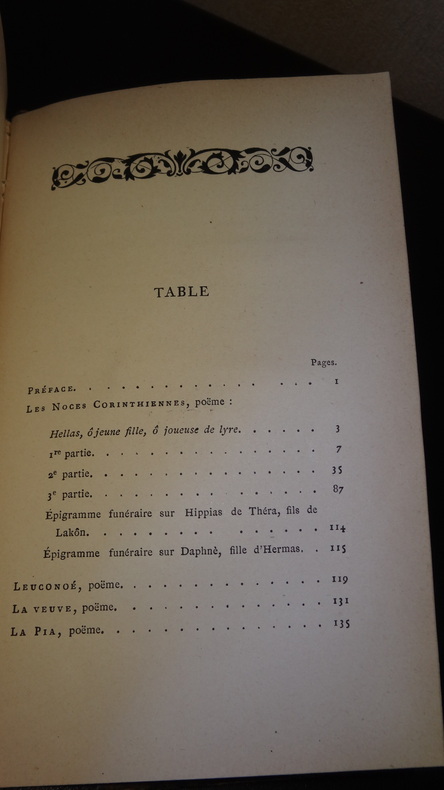 TABLE
Pages.
PRÉFACE. . . . . . . . . . . . . 1
LES NOCES CORINTHIENNES, poëme :
Hellas, ô jeune fille, ô joueuse de lyre. . . . . . 3
1re partie. . . . . . . . . . . . . . 7
2e partie. . . . . . . . . . . . . . 35
3e partie. . . . . . . . . . . . . . 87
Épigramme funéraire sur Hippias de Théra, fils de
Lakôn. . . . . . . . . . . . . 114
Épigramme funéraire sur Daphnè, fille d'Hermas. . . 115
LEUCONOÉ, poëme. . . . . . . . . . . . 119
LA VEUVE, poëme. . . . . . . . . . . . 131
LA PIA, poëme. . . . . . . . . . . . . 135